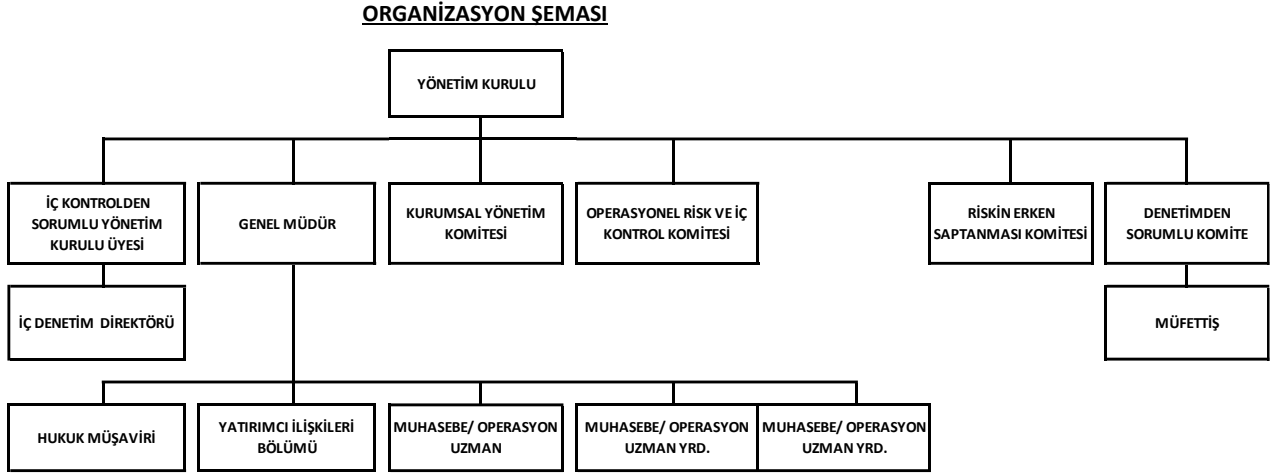 ORGANİZASYON ŞEMASI
YÖNETİM KURULU
İÇ KONTROLDEN
SORUMLU YÖNETİM
KURULU ÜYESİ
GENEL MÜDÜR
KURUMSAL YÖNETİM
KOMİTESİ
OPERASYONEL RİSK VE İÇ
KONTROL KOMİTESİ
RİSKİN ERKEN
SAPTANMASI KOMİTESİ
DENETİMDEN
SORUMLU KOMİTE
İÇ DENETİM DİREKTÖRÜ
MÜFETTİŞ
HUKUK MÜŞAVİRİ
YATIRIMCI İLİŞKİLERİ
BÖLÜMÜ
MUHASEBE/ OPERASYON
UZMAN
MUHASEBE/ OPERASYON
UZMAN YRD.
MUHASEBE/ OPERASYON
UZMAN YRD.